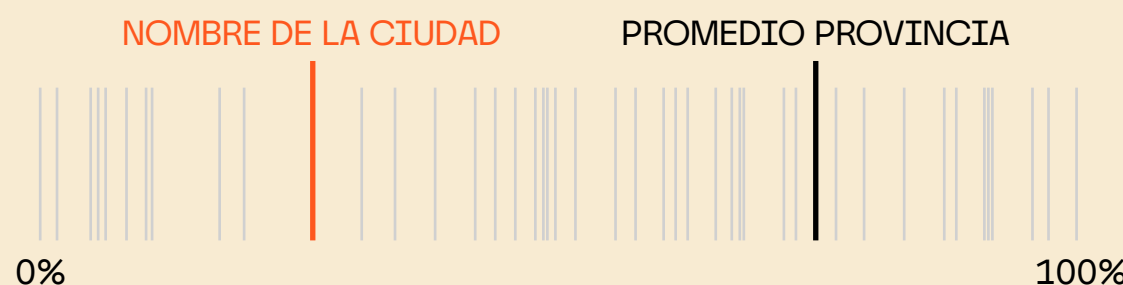 NOMBRE DE LA CIUDAD
PROMEDIO PROVINCIA
0%
100%